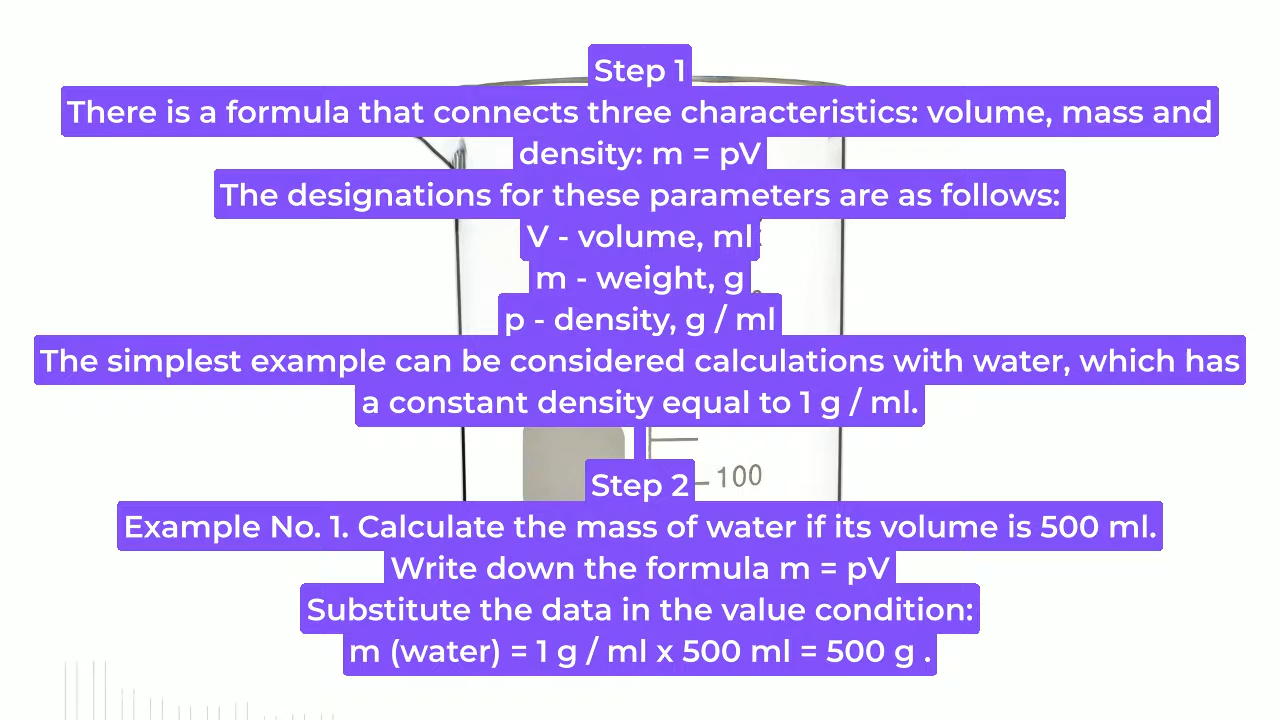 Step 1
There is a formula that connects three characteristics: volume, mass and
density: m = pV
The designations for these parameters are as follows:
V - volume, ml
m - weight, g
p - density, g / ml
The simplest example can be considered calculations with water, which has
a constant density equal to 1 g / ml.
Step 2
100
Example No. 1. Calculate the mass of water if its volume is 500 ml.
Write down the formula m = pV
Substitute the data in the value condition:
m (water) = 1 g / ml x 500 ml = 500 g .